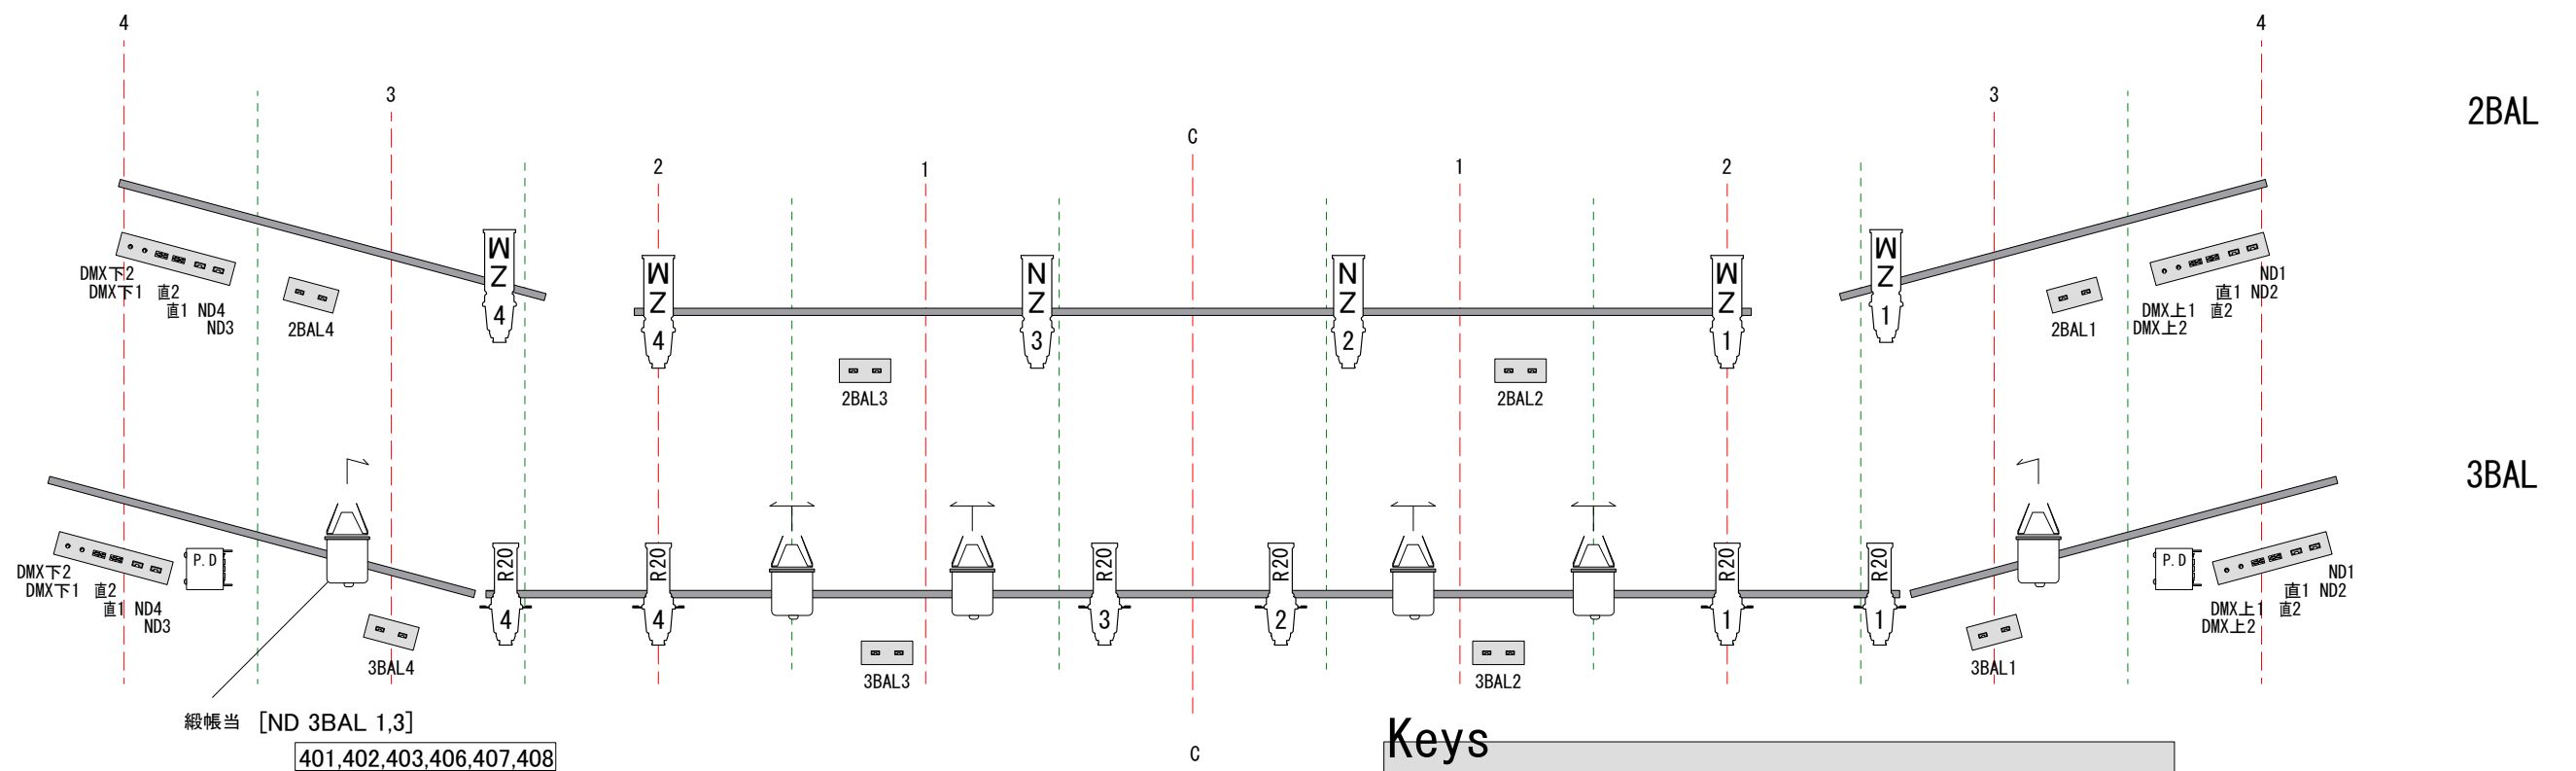 4
4
3
3
2BAL
C
2
1
1
2
W
Z
4
W
Z
4
N
Z
3
N
Z
2
W
Z
1
W
Z
1
DMX下2
DMX下1 直2
直1 ND4
ND3
2BAL4
2BAL3
2BAL2
2BAL1
ND1
直1 ND2
DMX上1 直2
DMX上2
3BAL
P.D
P.D
R20
4
R20
4
R20
3
R20
2
R20
1
R20
1
DMX下2
DMX下1 直2
直1 ND4
ND3
3BAL4
3BAL3
3BAL2
3BAL1
ND1
直1 ND2
DMX上1 直2
DMX上2
緞帳当 [ND 3BAL 1,3]
401,402,403,406,407,408
C
Keys